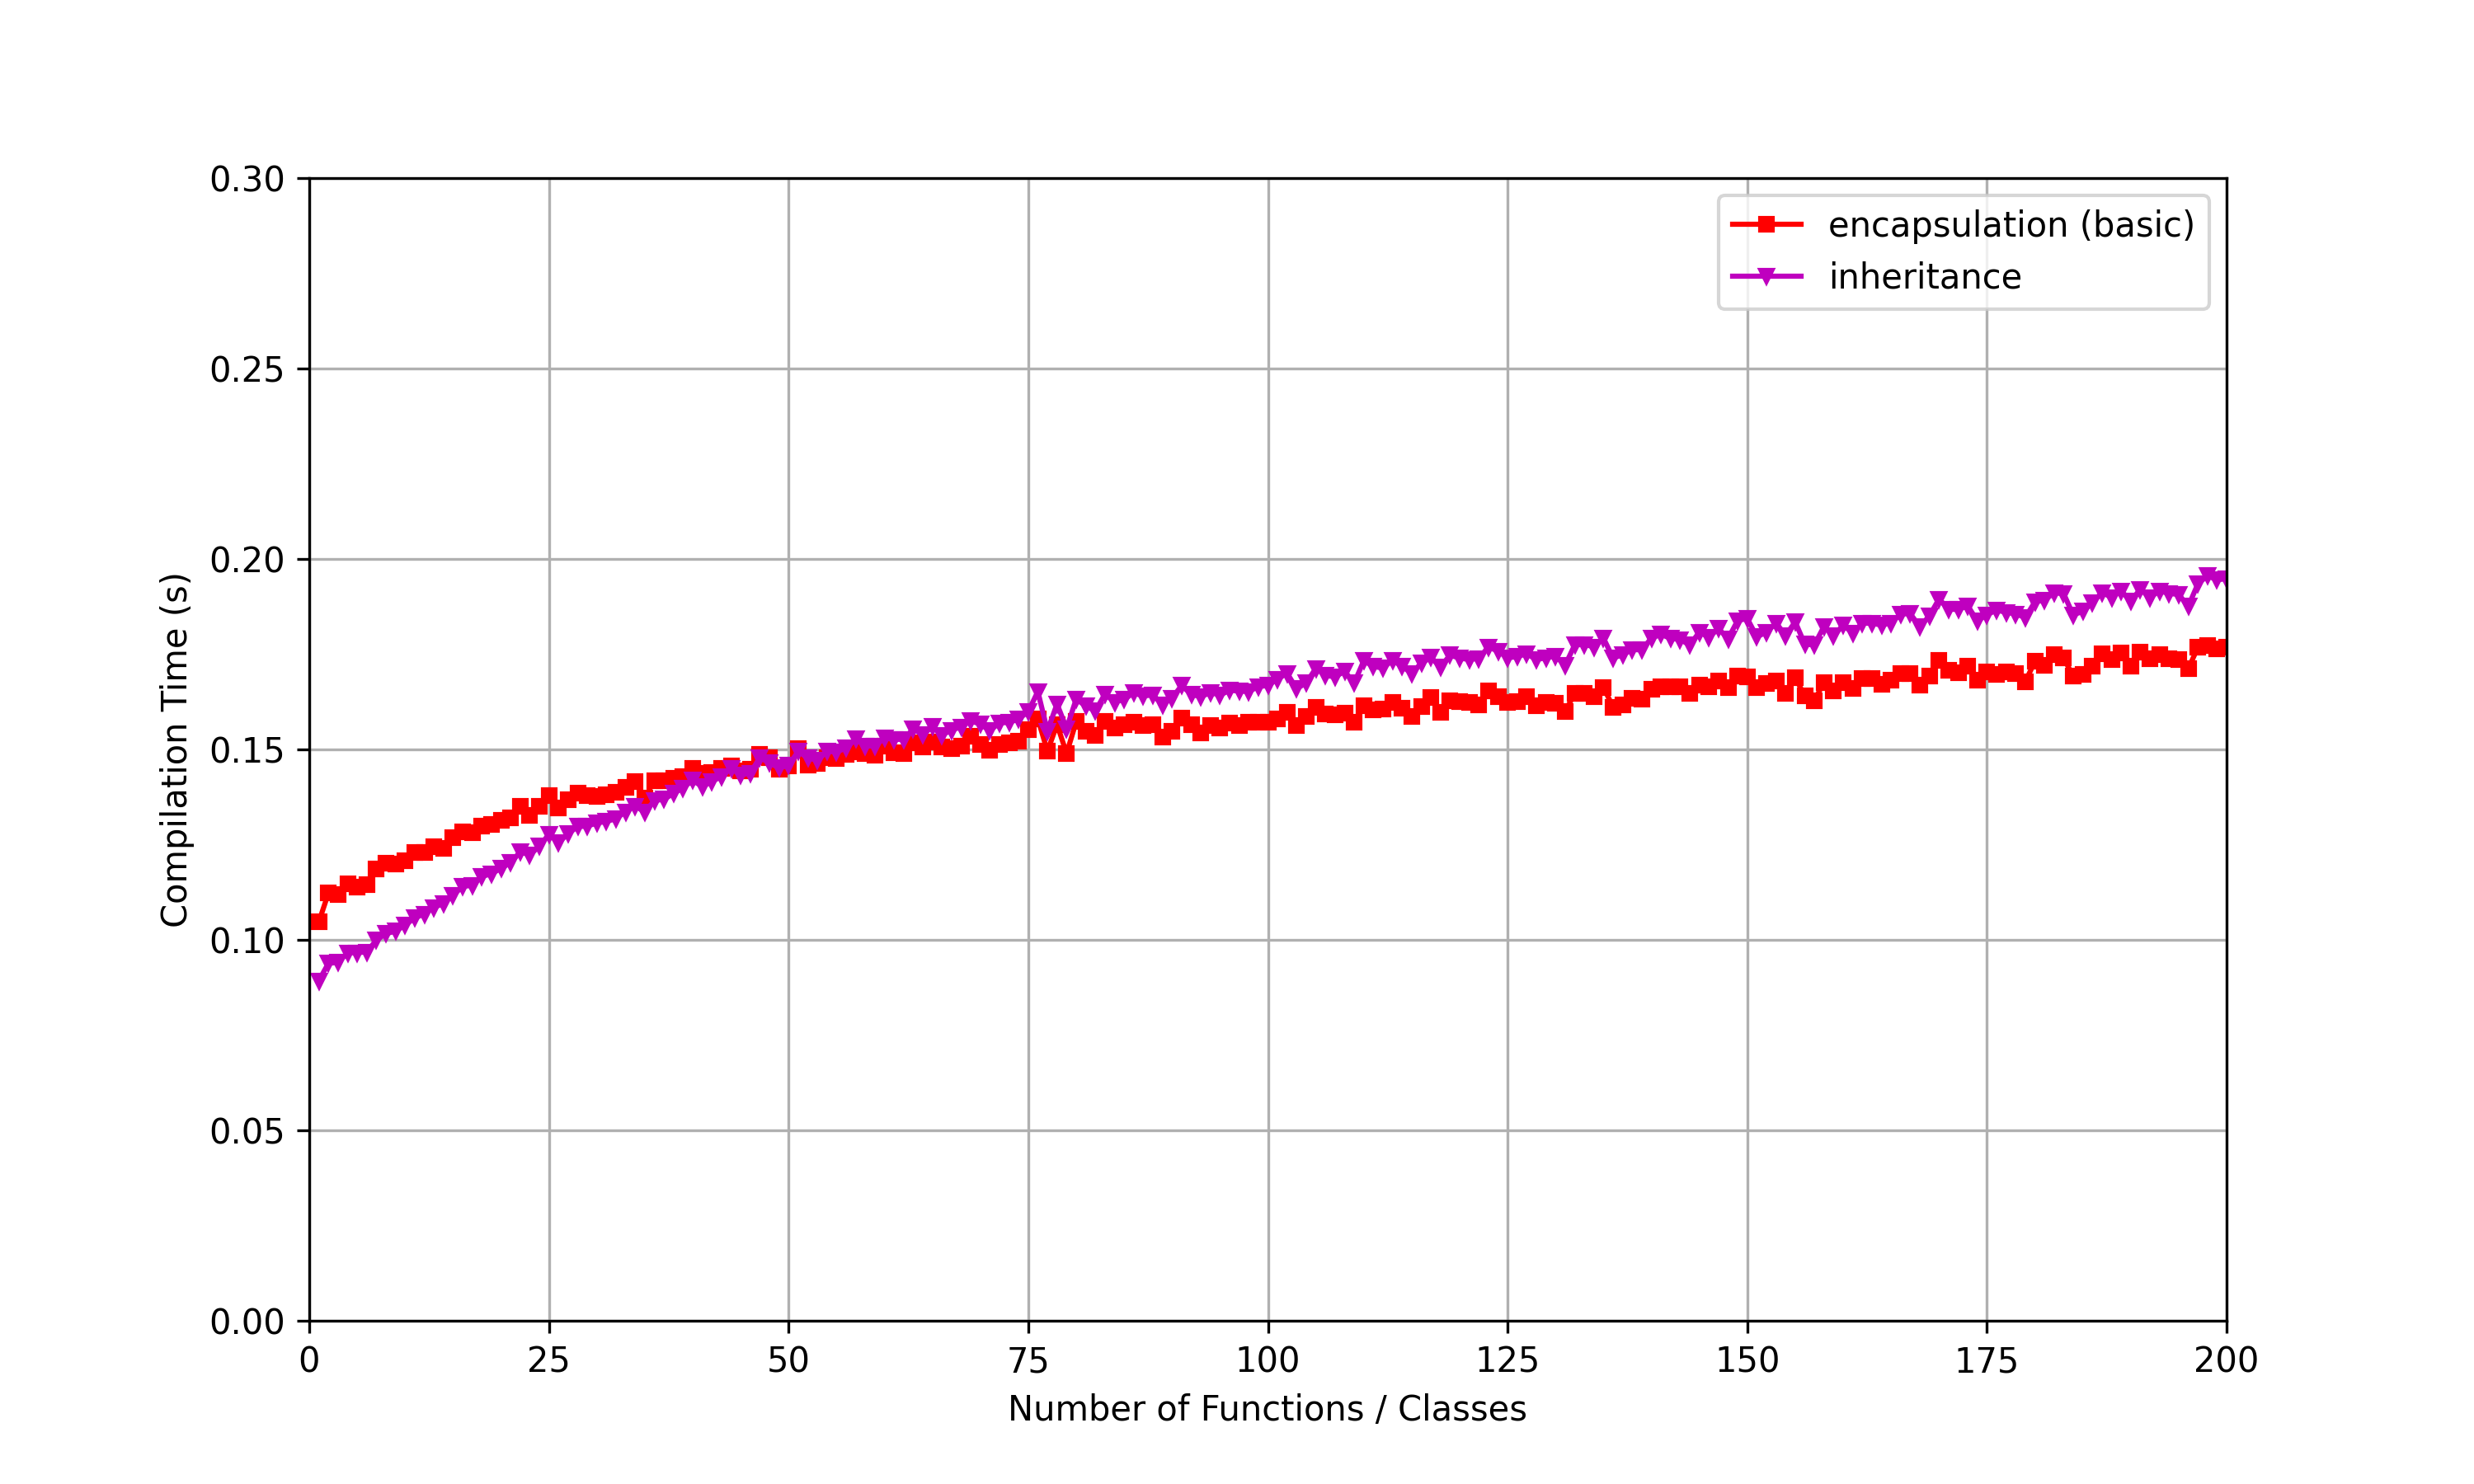 0.30
0.25
0.20
0.15
0.10
0.05
0.00
Compilation Time (s)
encapsulation (basic)
inheritance
0 25 50 75 100 125 150 175 200
Number of Functions / Classes